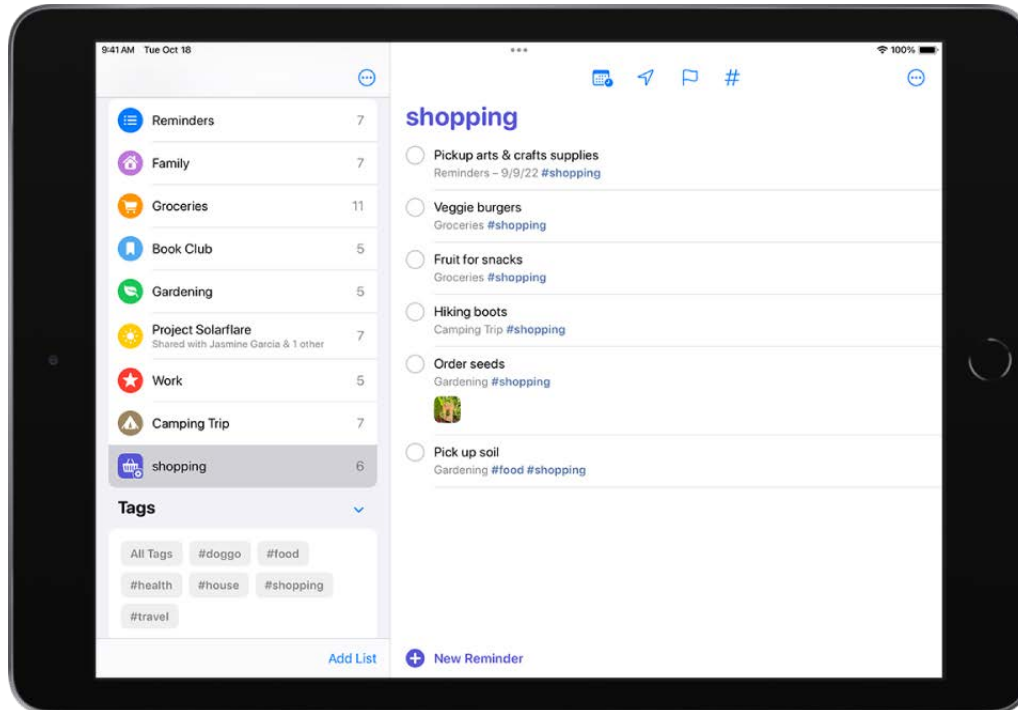 9:41 AM Tue Oct 18
100%
Reminders 7
Family 7
Groceries 11
Book Club 5
Gardening 5
Project Solarflare 7
Shared with Jasmine Garcia & 1 other
Work 5
Camping Trip 7
shopping 6
Tags
All Tags #doggo #food
#health #house #shopping
#travel
Add List
#
shopping
Pickup arts & crafts supplies
Reminders – 9/9/22 #shopping
Veggie burgers
Groceries #shopping
Fruit for snacks
Groceries #shopping
Hiking boots
Camping Trip #shopping
Order seeds
Gardening #shopping
Pick up soil
Gardening #food #shopping
New Reminder